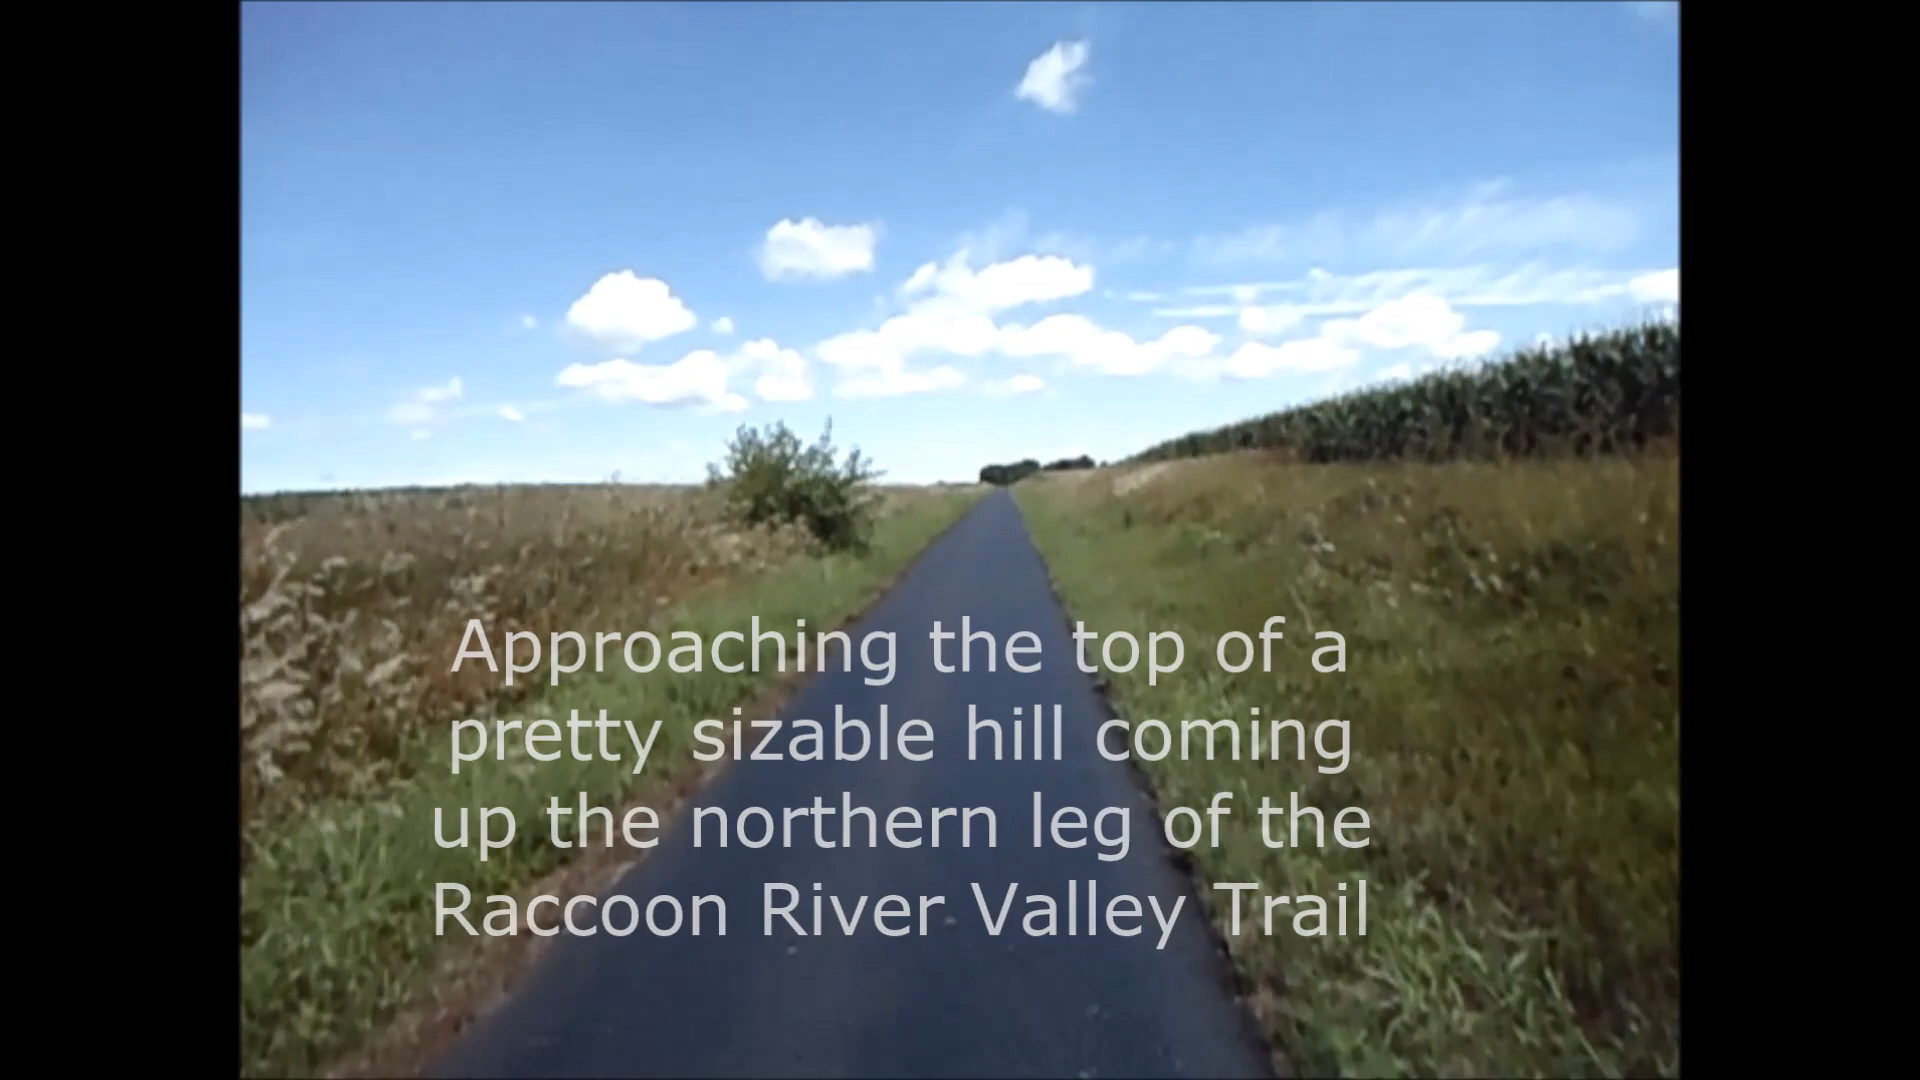 Approaching the top of a
pretty sizable hill coming
up the northern leg of the
Raccoon River Valley Trail